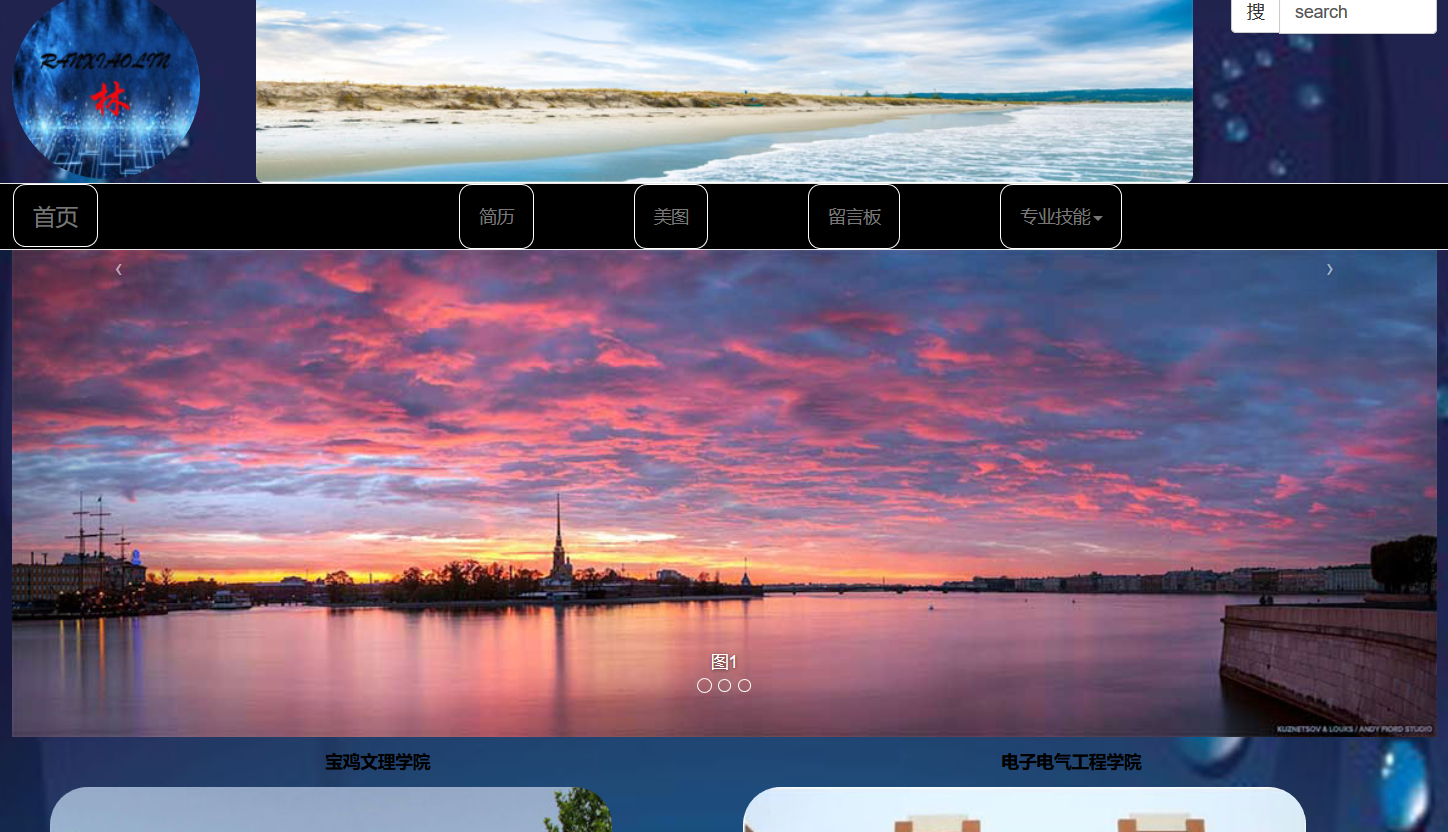 RANXIAOLIN
林
搜
search
首页
简历
美图
留言板
专业技能
图1
KUZNETSOV & LOUKS / ANDY FIORD STUDIO
宝鸡文理学院
电子电气工程学院